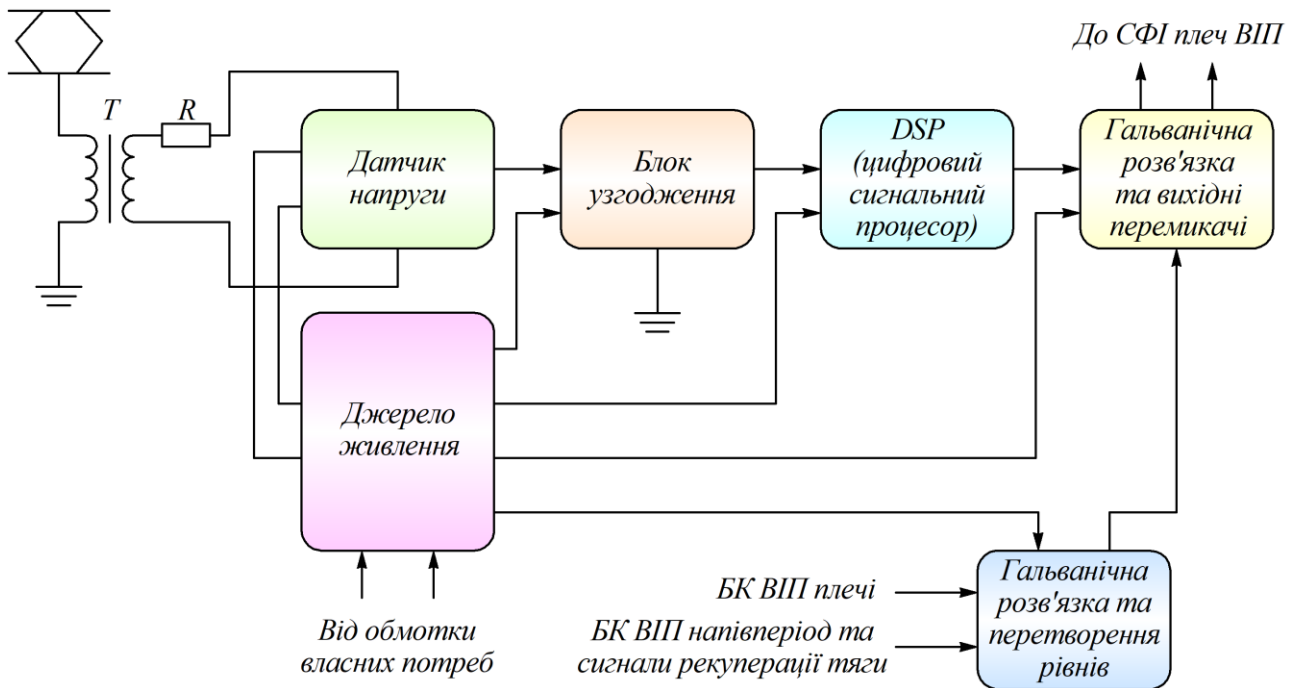 До СФІ плеч ВІП
T
R
Датчик
напруги
Блок
узгодження
DSP
(цифровий
сигнальний
процесор)
Гальванічна
розв'язка
та вихідні
перемикачі
Джерело
живлення
Від обмотки
власних потреб
БК ВІП плечі
БК ВІП напівперіод та
сигнали рекуперації тяги
Гальванічна
розв'язка та
перетворення
рівнів